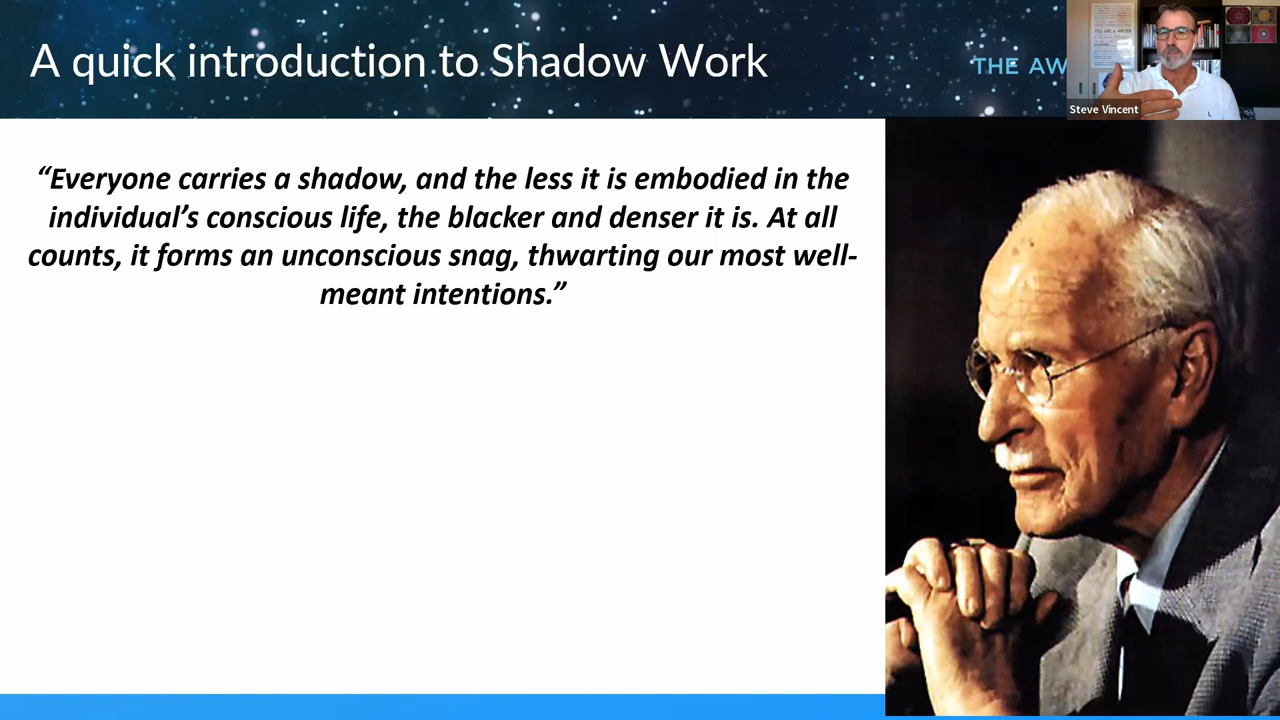 A quick introduction to Shadow Work
THE AW
Steve Vincent
“Everyone carries a shadow, and the less it is embodied in the
individual’s conscious life, the blacker and denser it is. At all
counts, it forms an unconscious snag, thwarting our most well-
meant intentions.”